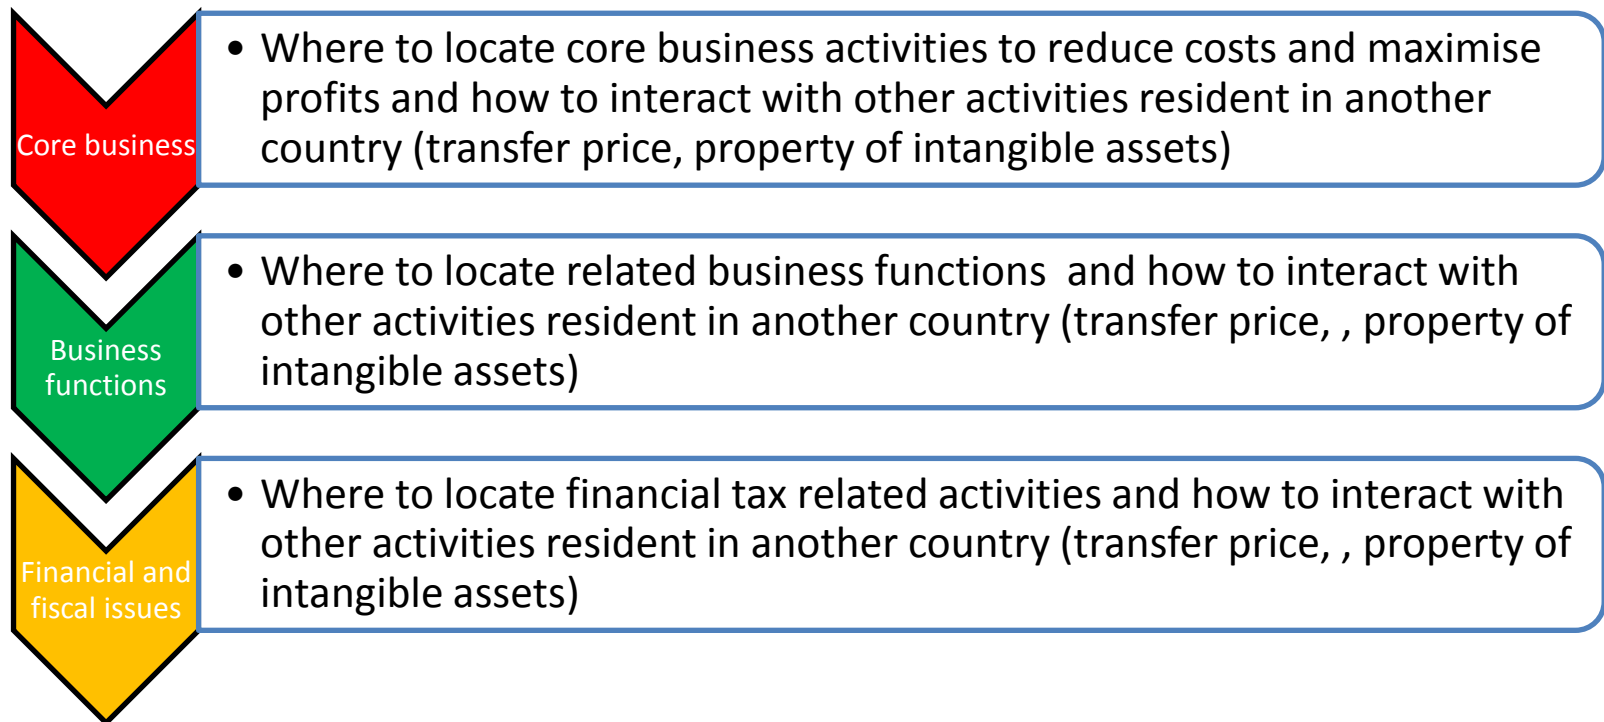 Core business
• Where to locate core business activities to reduce costs and maximise
profits and how to interact with other activities resident in another
country (transfer price, property of intangible assets)
Business
functions
• Where to locate related business functions  and how to interact with
other activities resident in another country (transfer price, , property of
intangible assets)
Financial and
fiscal issues
• Where to locate financial tax related activities and how to interact with
other activities resident in another country (transfer price, , property of
intangible assets)